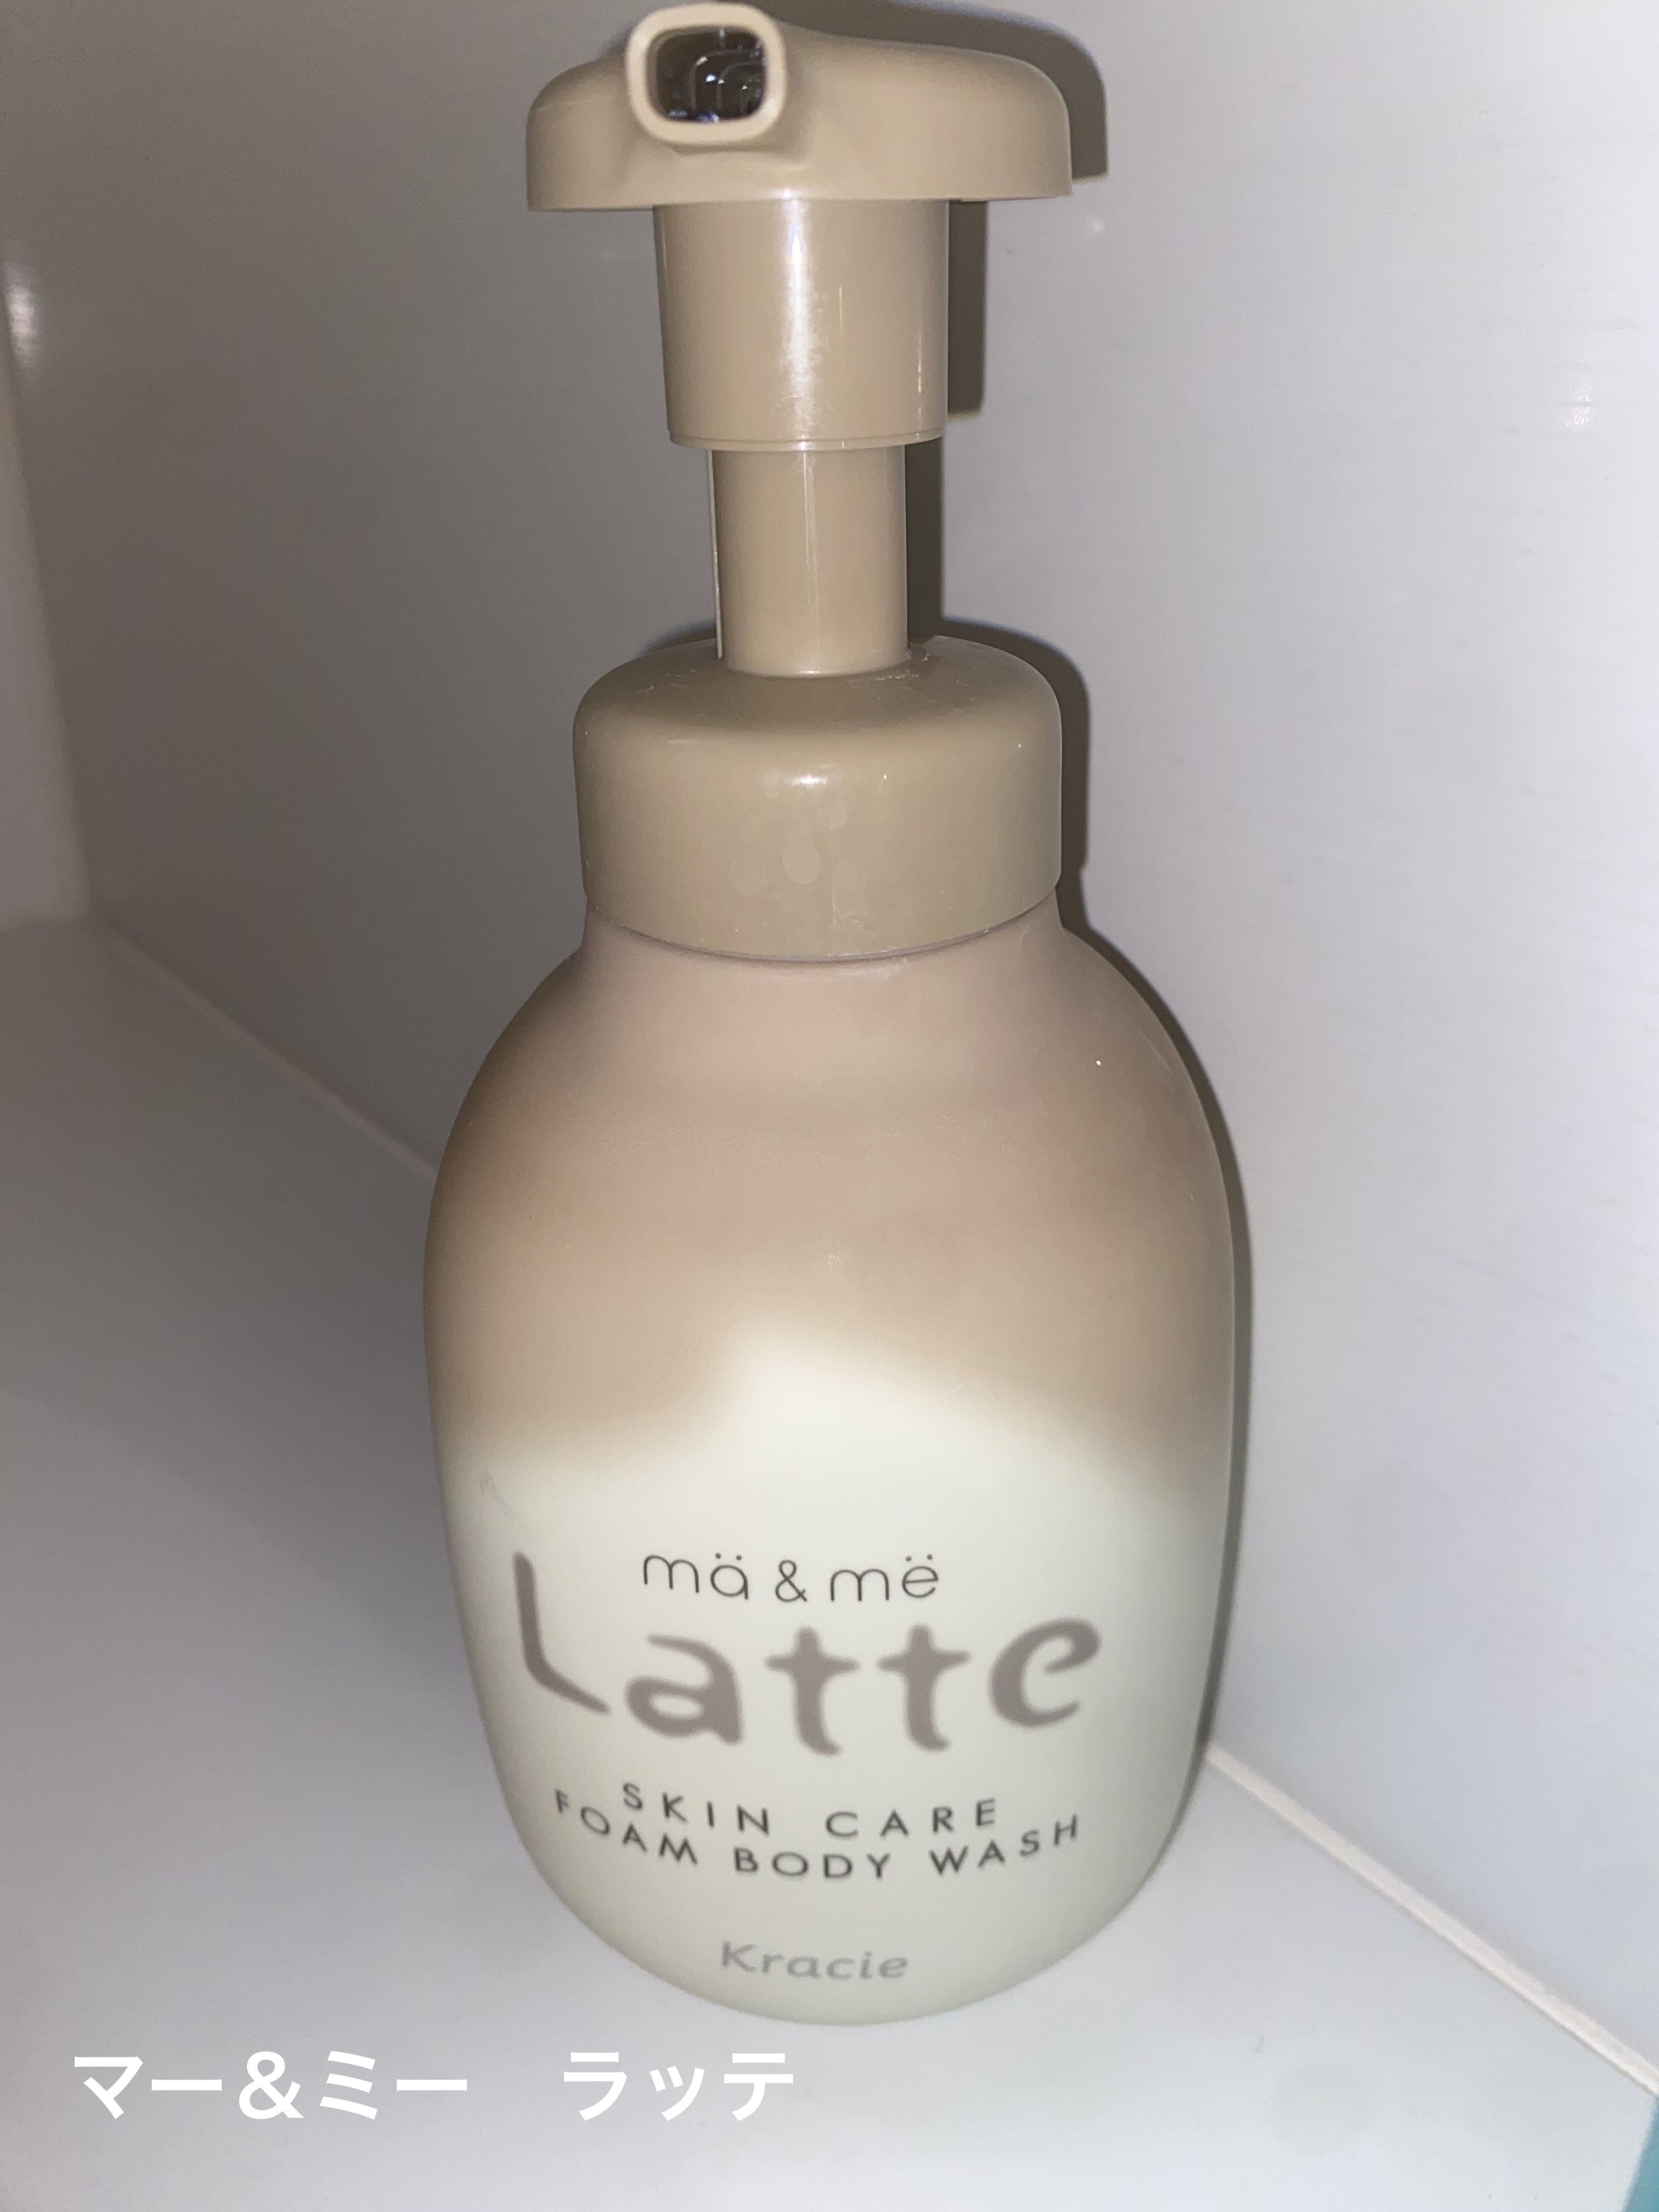 mä & më
Latte
SKIN CARE
FOAM BODY WASH
Kracie
マー&ミー　ラッテ